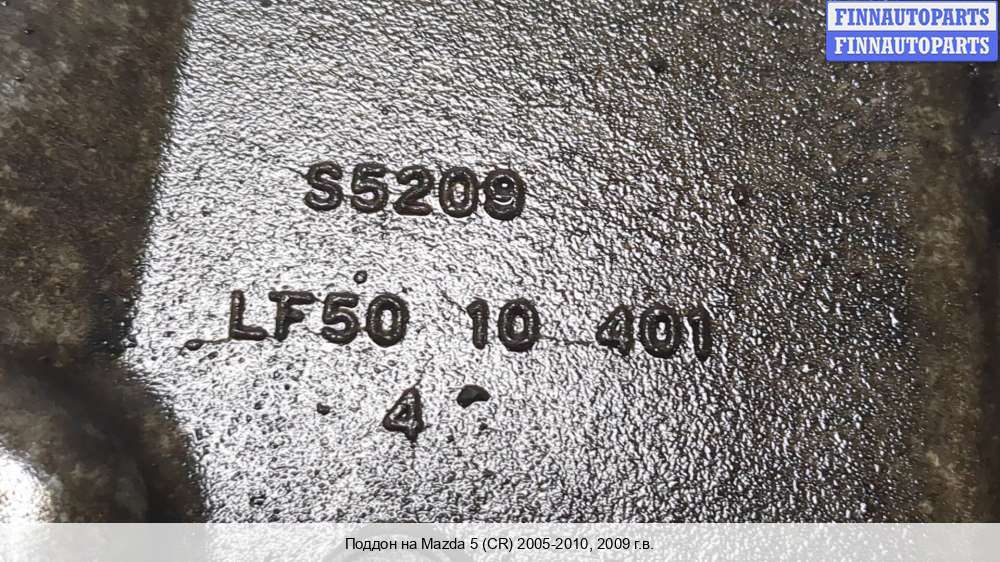 FINNAUTOPARTS
FINNAUTOPARTS
S5209
LF50 10 401
4
Поддон на Mazda 5 (CR) 2005-2010, 2009 г.в.